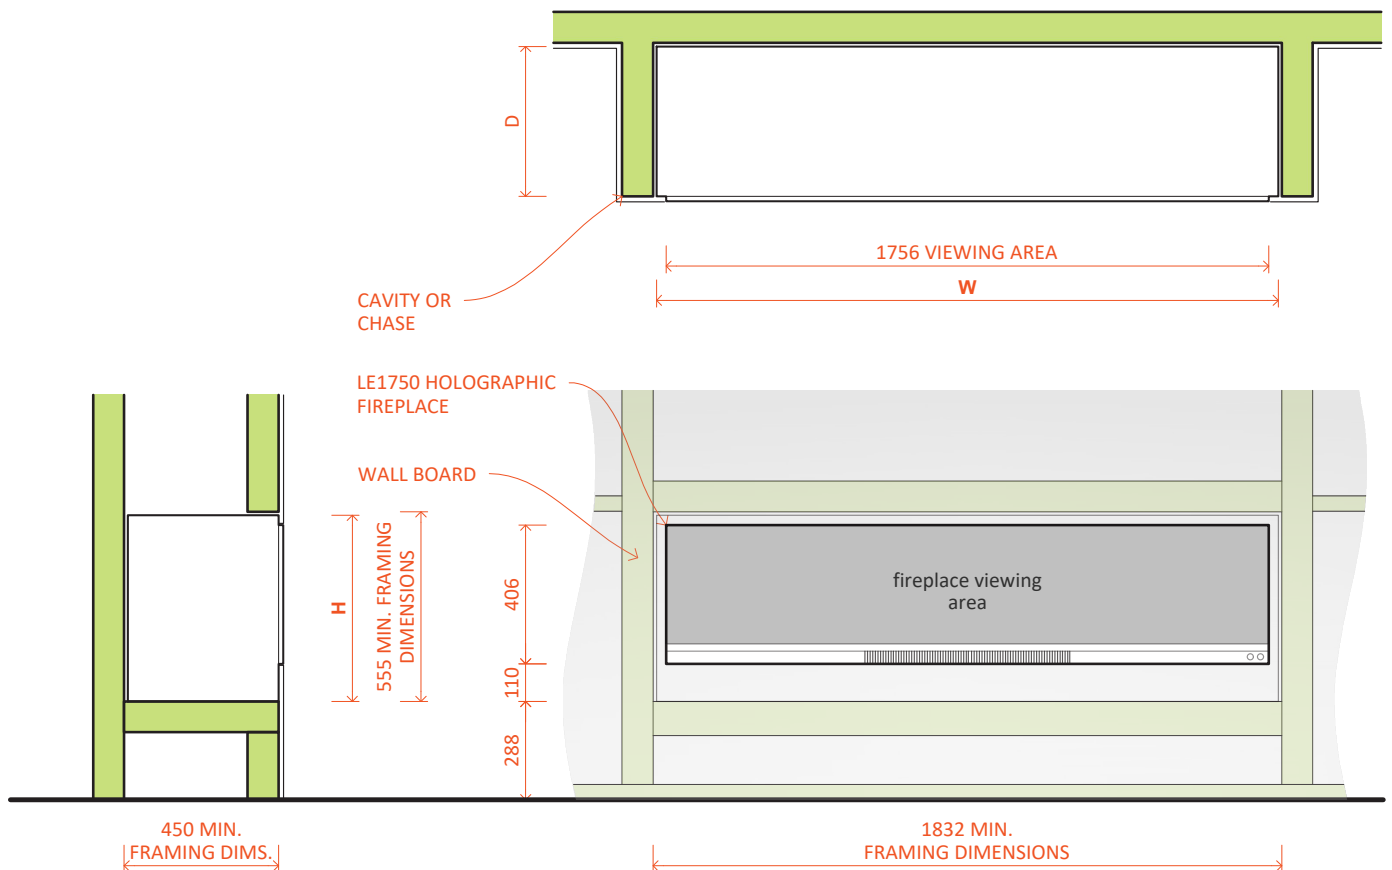 D
1756 VIEWING AREA
W
CAVITY OR
CHASE
LE1750 HOLOGRAPHIC
FIREPLACE
WALL BOARD
H
555 MIN. FRAMING
DIMENSIONS
406
110
288
fireplace viewing
area
450 MIN.
FRAMING DIMS.
1832 MIN.
FRAMING DIMENSIONS